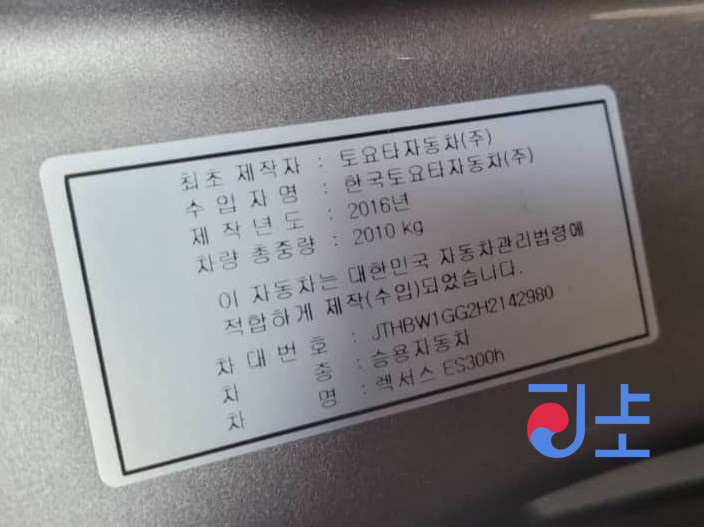 최초 제작자 : 토요타자동차(주)
수입자명 : 한국토요타자동차(주)
제작년도 : 2016년
차량 총중량 : 2010 kg
이 자동차는 대한민국 자동차관리법령에
적합하게 제작(수입)되었습니다.
차대번호 : JTHBW1GG2H2142980
차종 : 승용자동차
차명 : 렉서스 ES300h